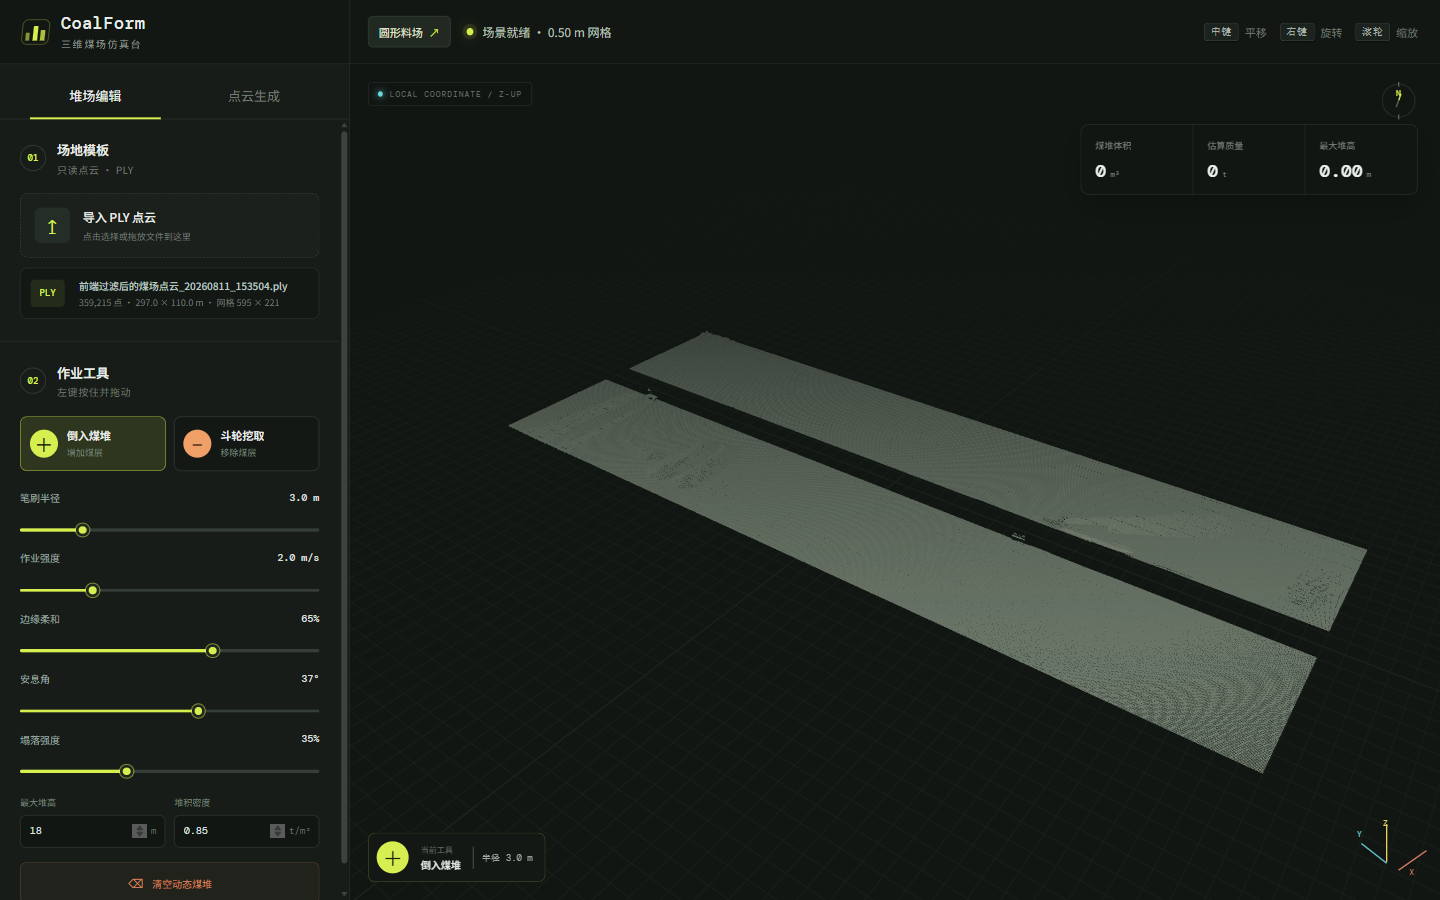 CoalForm
三维煤场仿真台
圆形料场 ↗
场景就绪 · 0.50 m 网格
中键 平移 右键 旋转 滚轮 缩放
堆场编辑
点云生成
LOCAL COORDINATE / Z-UP
N
01
场地模板
只读点云 · PLY
导入 PLY 点云
点击选择或拖放文件到这里
PLY
前端过滤后的煤场点云_20260811_153504.ply
359,215 点 · 297.0 × 110.0 m · 网格 595 × 221
煤堆体积
0 m³
估算质量
0 t
最大堆高
0.00 m
02
作业工具
左键按住并拖动
倒入煤堆
增加煤层
斗轮挖取
移除煤层
笔刷半径 3.0 m
作业强度 2.0 m/s
边缘柔和 65%
安息角 37°
塌落强度 35%
最大堆高
18 m
堆积密度
0.85 t/m³
清空动态煤堆
当前工具
倒入煤堆
半径 3.0 m
Z
Y
X